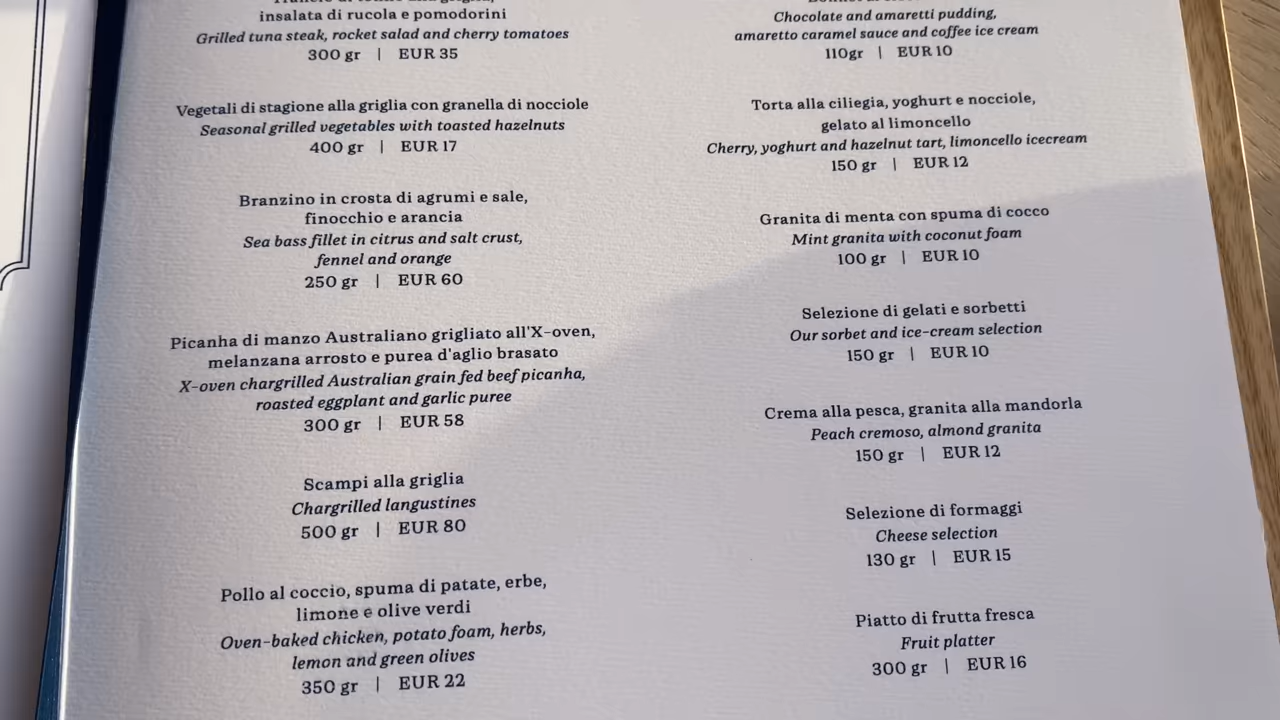 insalata di rucola e pomodorini
Grilled tuna steak, rocket salad and cherry tomatoes
300 gr | EUR 35
Vegetali di stagione alla griglia con granella di nocciole
Seasonal grilled vegetables with toasted hazelnuts
400 gr | EUR 17
Branzino in crosta di agrumi e sale,
finocchio e arancia
Sea bass fillet in citrus and salt crust,
fennel and orange
250 gr | EUR 60
Picanha di manzo Australiano grigliato all'X-oven,
melanzana arrosto e purea d'aglio brasato
X-oven chargrilled Australian grain fed beef picanha,
roasted eggplant and garlic puree
300 gr | EUR 58
Scampi alla griglia
Chargrilled langustines
500 gr | EUR 80
Pollo al coccio, spuma di patate, erbe,
limone e olive verdi
Oven-baked chicken, potato foam, herbs,
lemon and green olives
350 gr | EUR 22
Chocolate and amaretti pudding,
amaretto caramel sauce and coffee ice cream
110gr | EUR 10
Torta alla ciliegia, yoghurt e nocciole,
gelato al limoncello
Cherry, yoghurt and hazelnut tart, limoncello icecream
150 gr | EUR 12
Granita di menta con spuma di cocco
Mint granita with coconut foam
100 gr | EUR 10
Selezione di gelati e sorbetti
Our sorbet and ice-cream selection
150 gr | EUR 10
Crema alla pesca, granita alla mandorla
Peach cremoso, almond granita
150 gr | EUR 12
Selezione di formaggi
Cheese selection
130 gr | EUR 15
Piatto di frutta fresca
Fruit platter
300 gr | EUR 16